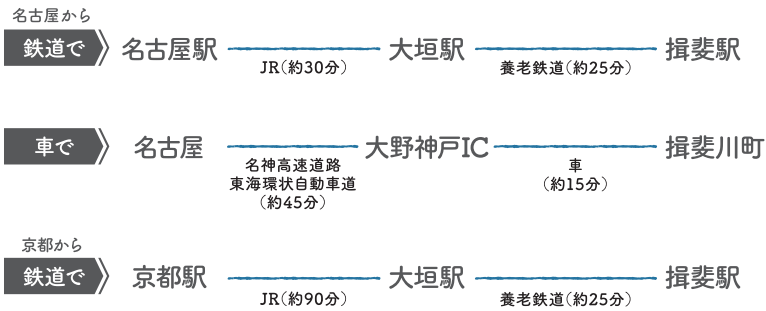 名古屋から
鉄道で 名古屋駅 大垣駅 揖斐駅
JR(約30分) 養老鉄道(約25分)
車で 名古屋 大野神戸IC 揖斐川町
名神高速道路 車
東海環状自動車道 (約15分)
(約45分)
京都から
鉄道で 京都駅 大垣駅 揖斐駅
JR(約90分) 養老鉄道(約25分)